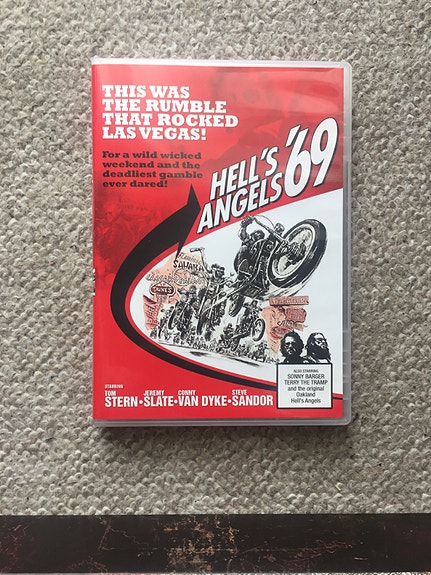 THIS WAS
THE RUMBLE
THAT ROCKED
LAS VEGAS!
For a wild wicked
weekend and the
deadliest gamble
ever dared!
HELL'S
ANGELS '69
STARRING
TOM STERN • JEREMY SLATE • CONNY VAN DYKE • STEVE SANDOR
ALSO STARRING
SONNY BARGER
TERRY THE TRAMP
and the original
Oakland
Hell's Angels